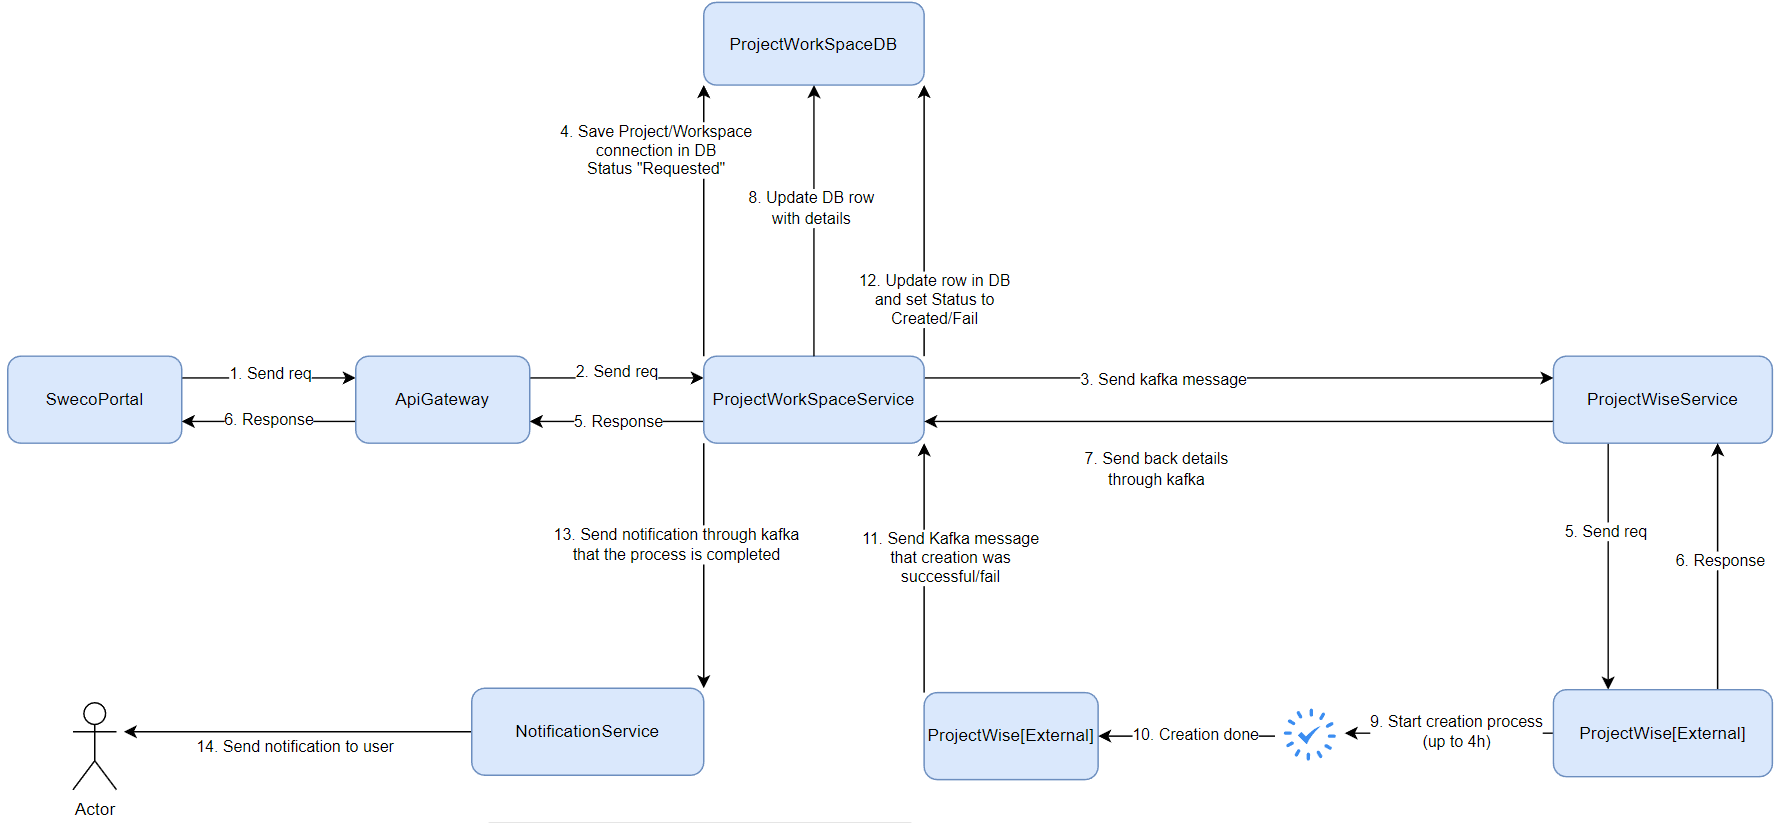 ProjectWorkSpaceDB
4. Save Project/Workspace
connection in DB
Status "Requested"
8. Update DB row
with details
12. Update row in DB
and set Status to
Created/Fail
SwecoPortal
1. Send req
6. Response
ApiGateway
2. Send req
5. Response
ProjectWorkSpaceService
3. Send kafka message
ProjectWiseService
7. Send back details
through kafka
13. Send notification through kafka
that the process is completed
11. Send Kafka message
that creation was
successful/fail
5. Send req
6. Response
Actor
14. Send notification to user
NotificationService
ProjectWise[External]
10. Creation done
9. Start creation process
(up to 4h)
ProjectWise[External]